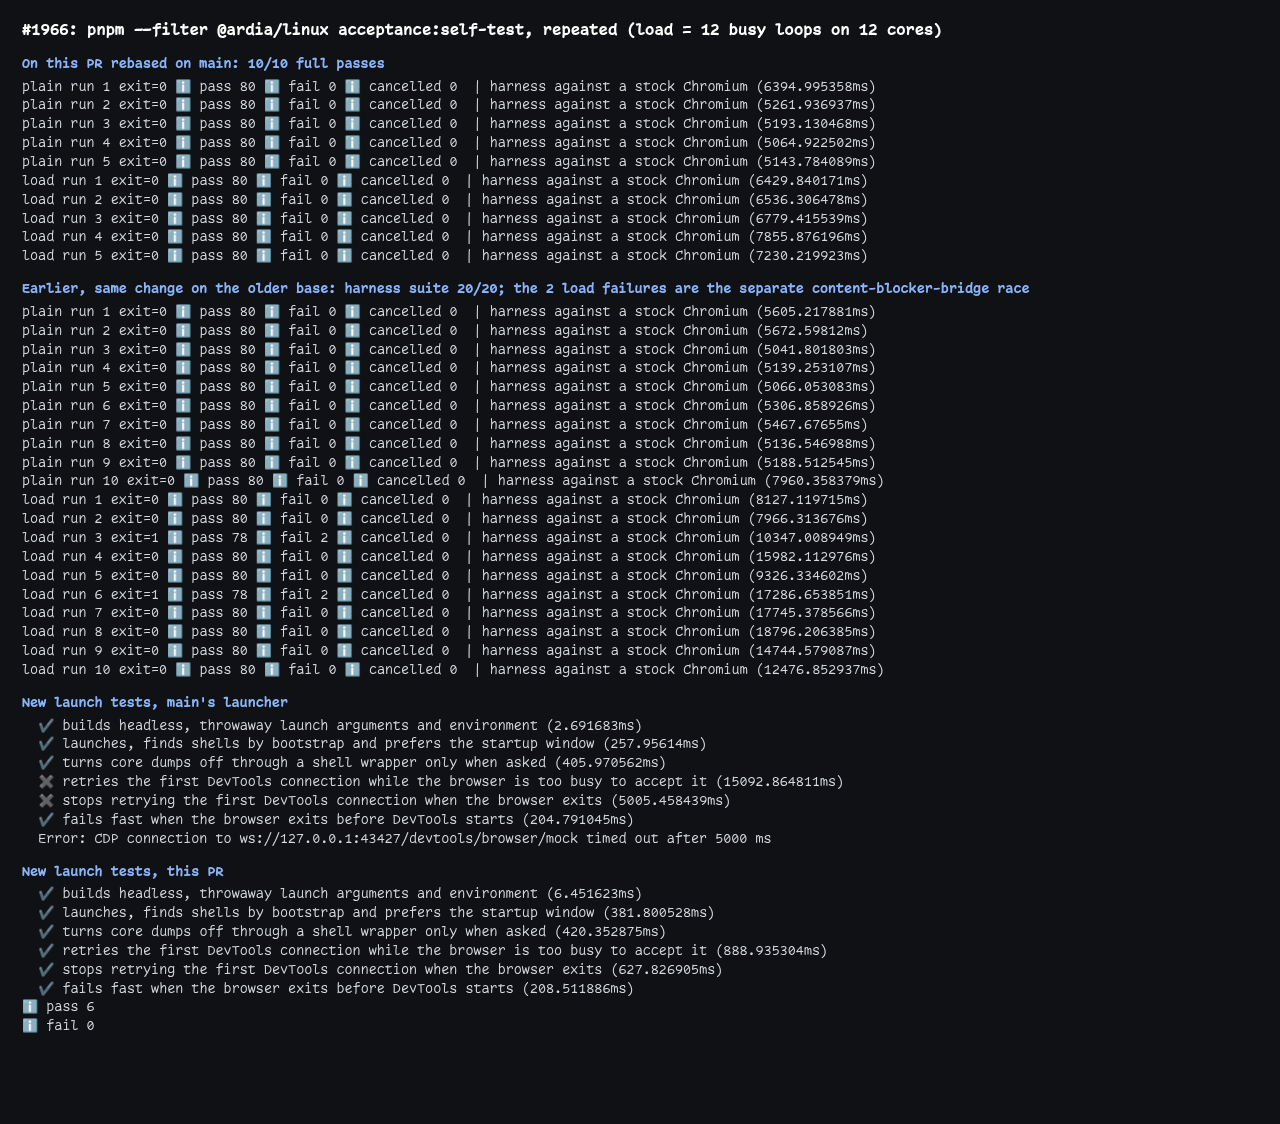 #1966: pnpm --filter @ardia/linux acceptance:self-test, repeated (load = 12 busy loops on 12 cores)
On this PR rebased on main: 10/10 full passes
plain run 1 exit=0 ℹ️ pass 80 ℹ️ fail 0 ℹ️ cancelled 0  | harness against a stock Chromium (6394.995358ms)
plain run 2 exit=0 ℹ️ pass 80 ℹ️ fail 0 ℹ️ cancelled 0  | harness against a stock Chromium (5261.936937ms)
plain run 3 exit=0 ℹ️ pass 80 ℹ️ fail 0 ℹ️ cancelled 0  | harness against a stock Chromium (5193.130468ms)
plain run 4 exit=0 ℹ️ pass 80 ℹ️ fail 0 ℹ️ cancelled 0  | harness against a stock Chromium (5064.922502ms)
plain run 5 exit=0 ℹ️ pass 80 ℹ️ fail 0 ℹ️ cancelled 0  | harness against a stock Chromium (5143.784089ms)
load run 1 exit=0 ℹ️ pass 80 ℹ️ fail 0 ℹ️ cancelled 0  | harness against a stock Chromium (6429.840171ms)
load run 2 exit=0 ℹ️ pass 80 ℹ️ fail 0 ℹ️ cancelled 0  | harness against a stock Chromium (6536.306478ms)
load run 3 exit=0 ℹ️ pass 80 ℹ️ fail 0 ℹ️ cancelled 0  | harness against a stock Chromium (6779.415539ms)
load run 4 exit=0 ℹ️ pass 80 ℹ️ fail 0 ℹ️ cancelled 0  | harness against a stock Chromium (7855.876196ms)
load run 5 exit=0 ℹ️ pass 80 ℹ️ fail 0 ℹ️ cancelled 0  | harness against a stock Chromium (7230.219923ms)
Earlier, same change on the older base: harness suite 20/20; the 2 load failures are the separate content-blocker-bridge race
plain run 1 exit=0 ℹ️ pass 80 ℹ️ fail 0 ℹ️ cancelled 0  | harness against a stock Chromium (5605.217881ms)
plain run 2 exit=0 ℹ️ pass 80 ℹ️ fail 0 ℹ️ cancelled 0  | harness against a stock Chromium (5672.59812ms)
plain run 3 exit=0 ℹ️ pass 80 ℹ️ fail 0 ℹ️ cancelled 0  | harness against a stock Chromium (5041.801803ms)
plain run 4 exit=0 ℹ️ pass 80 ℹ️ fail 0 ℹ️ cancelled 0  | harness against a stock Chromium (5139.253107ms)
plain run 5 exit=0 ℹ️ pass 80 ℹ️ fail 0 ℹ️ cancelled 0  | harness against a stock Chromium (5066.053083ms)
plain run 6 exit=0 ℹ️ pass 80 ℹ️ fail 0 ℹ️ cancelled 0  | harness against a stock Chromium (5306.858926ms)
plain run 7 exit=0 ℹ️ pass 80 ℹ️ fail 0 ℹ️ cancelled 0  | harness against a stock Chromium (5467.67655ms)
plain run 8 exit=0 ℹ️ pass 80 ℹ️ fail 0 ℹ️ cancelled 0  | harness against a stock Chromium (5136.546988ms)
plain run 9 exit=0 ℹ️ pass 80 ℹ️ fail 0 ℹ️ cancelled 0  | harness against a stock Chromium (5188.512545ms)
plain run 10 exit=0 ℹ️ pass 80 ℹ️ fail 0 ℹ️ cancelled 0  | harness against a stock Chromium (7960.358379ms)
load run 1 exit=0 ℹ️ pass 80 ℹ️ fail 0 ℹ️ cancelled 0  | harness against a stock Chromium (8127.119715ms)
load run 2 exit=0 ℹ️ pass 80 ℹ️ fail 0 ℹ️ cancelled 0  | harness against a stock Chromium (7966.313676ms)
load run 3 exit=1 ℹ️ pass 78 ℹ️ fail 2 ℹ️ cancelled 0  | harness against a stock Chromium (10347.008949ms)
load run 4 exit=0 ℹ️ pass 80 ℹ️ fail 0 ℹ️ cancelled 0  | harness against a stock Chromium (15982.112976ms)
load run 5 exit=0 ℹ️ pass 80 ℹ️ fail 0 ℹ️ cancelled 0  | harness against a stock Chromium (9326.334602ms)
load run 6 exit=1 ℹ️ pass 78 ℹ️ fail 2 ℹ️ cancelled 0  | harness against a stock Chromium (17286.653851ms)
load run 7 exit=0 ℹ️ pass 80 ℹ️ fail 0 ℹ️ cancelled 0  | harness against a stock Chromium (17745.378566ms)
load run 8 exit=0 ℹ️ pass 80 ℹ️ fail 0 ℹ️ cancelled 0  | harness against a stock Chromium (18796.206385ms)
load run 9 exit=0 ℹ️ pass 80 ℹ️ fail 0 ℹ️ cancelled 0  | harness against a stock Chromium (14744.579087ms)
load run 10 exit=0 ℹ️ pass 80 ℹ️ fail 0 ℹ️ cancelled 0  | harness against a stock Chromium (12476.852937ms)
New launch tests, main's launcher
✔ builds headless, throwaway launch arguments and environment (2.691683ms)
✔ launches, finds shells by bootstrap and prefers the startup window (257.95614ms)
✔ turns core dumps off through a shell wrapper only when asked (405.970562ms)
✖ retries the first DevTools connection while the browser is too busy to accept it (15092.864811ms)
✖ stops retrying the first DevTools connection when the browser exits (5005.458439ms)
✔ fails fast when the browser exits before DevTools starts (204.791045ms)
Error: CDP connection to ws://127.0.0.1:43427/devtools/browser/mock timed out after 5000 ms
New launch tests, this PR
✔ builds headless, throwaway launch arguments and environment (6.451623ms)
✔ launches, finds shells by bootstrap and prefers the startup window (381.800528ms)
✔ turns core dumps off through a shell wrapper only when asked (420.352875ms)
✔ retries the first DevTools connection while the browser is too busy to accept it (888.935304ms)
✔ stops retrying the first DevTools connection when the browser exits (627.826905ms)
✔ fails fast when the browser exits before DevTools starts (208.511886ms)
ℹ️ pass 6
ℹ️ fail 0